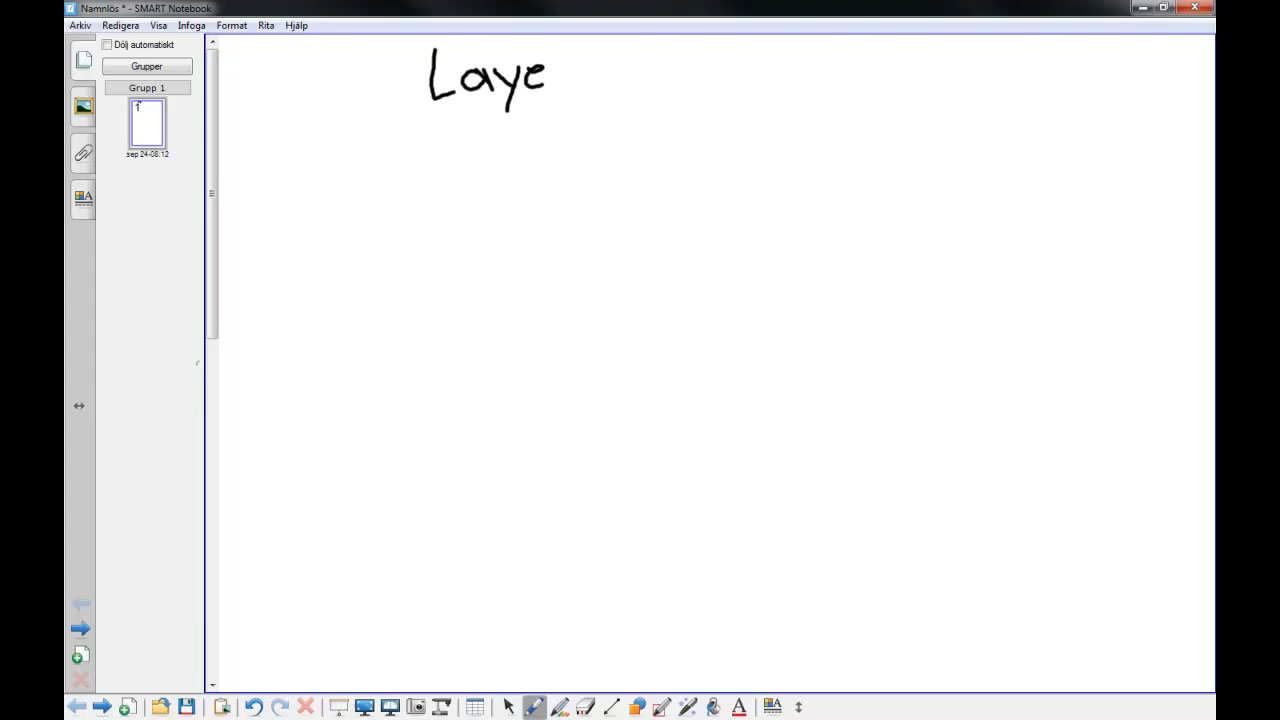 Namnlös * - SMART Notebook
Arkiv Redigera Visa Infoga Format Rita Hjälp
Dölj automatiskt
Grupper
Grupp 1
1
sep 24-08:12
Laye